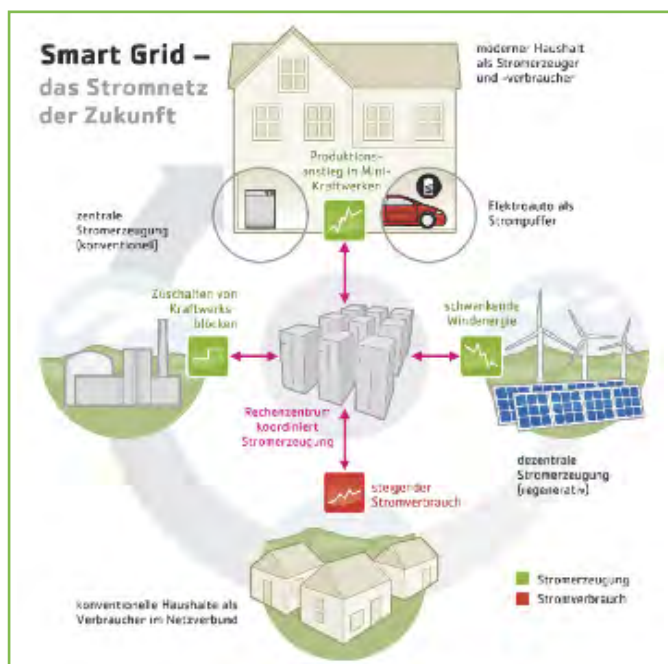 Smart Grid –
das Stromnetz
der Zukunft
moderner Haushalt
als Stromerzeuger
und -verbraucher
Produktions-
anstieg in Mini-
Kraftwerken
zentrale
Stromerzeugung
(konventionell)
Elektroauto als
Strompuffer
Zuschalten von
Kraftwerks-
blöcken
schwankende
Windenergie
Rechenzentrum
koordiniert
Stromerzeugung
dezentrale
Stromerzeugung
(regenerativ)
steigender
Stromverbrauch
konventionelle Haushalte als
Verbraucher im Netzverbund
Stromerzeugung
Stromverbrauch